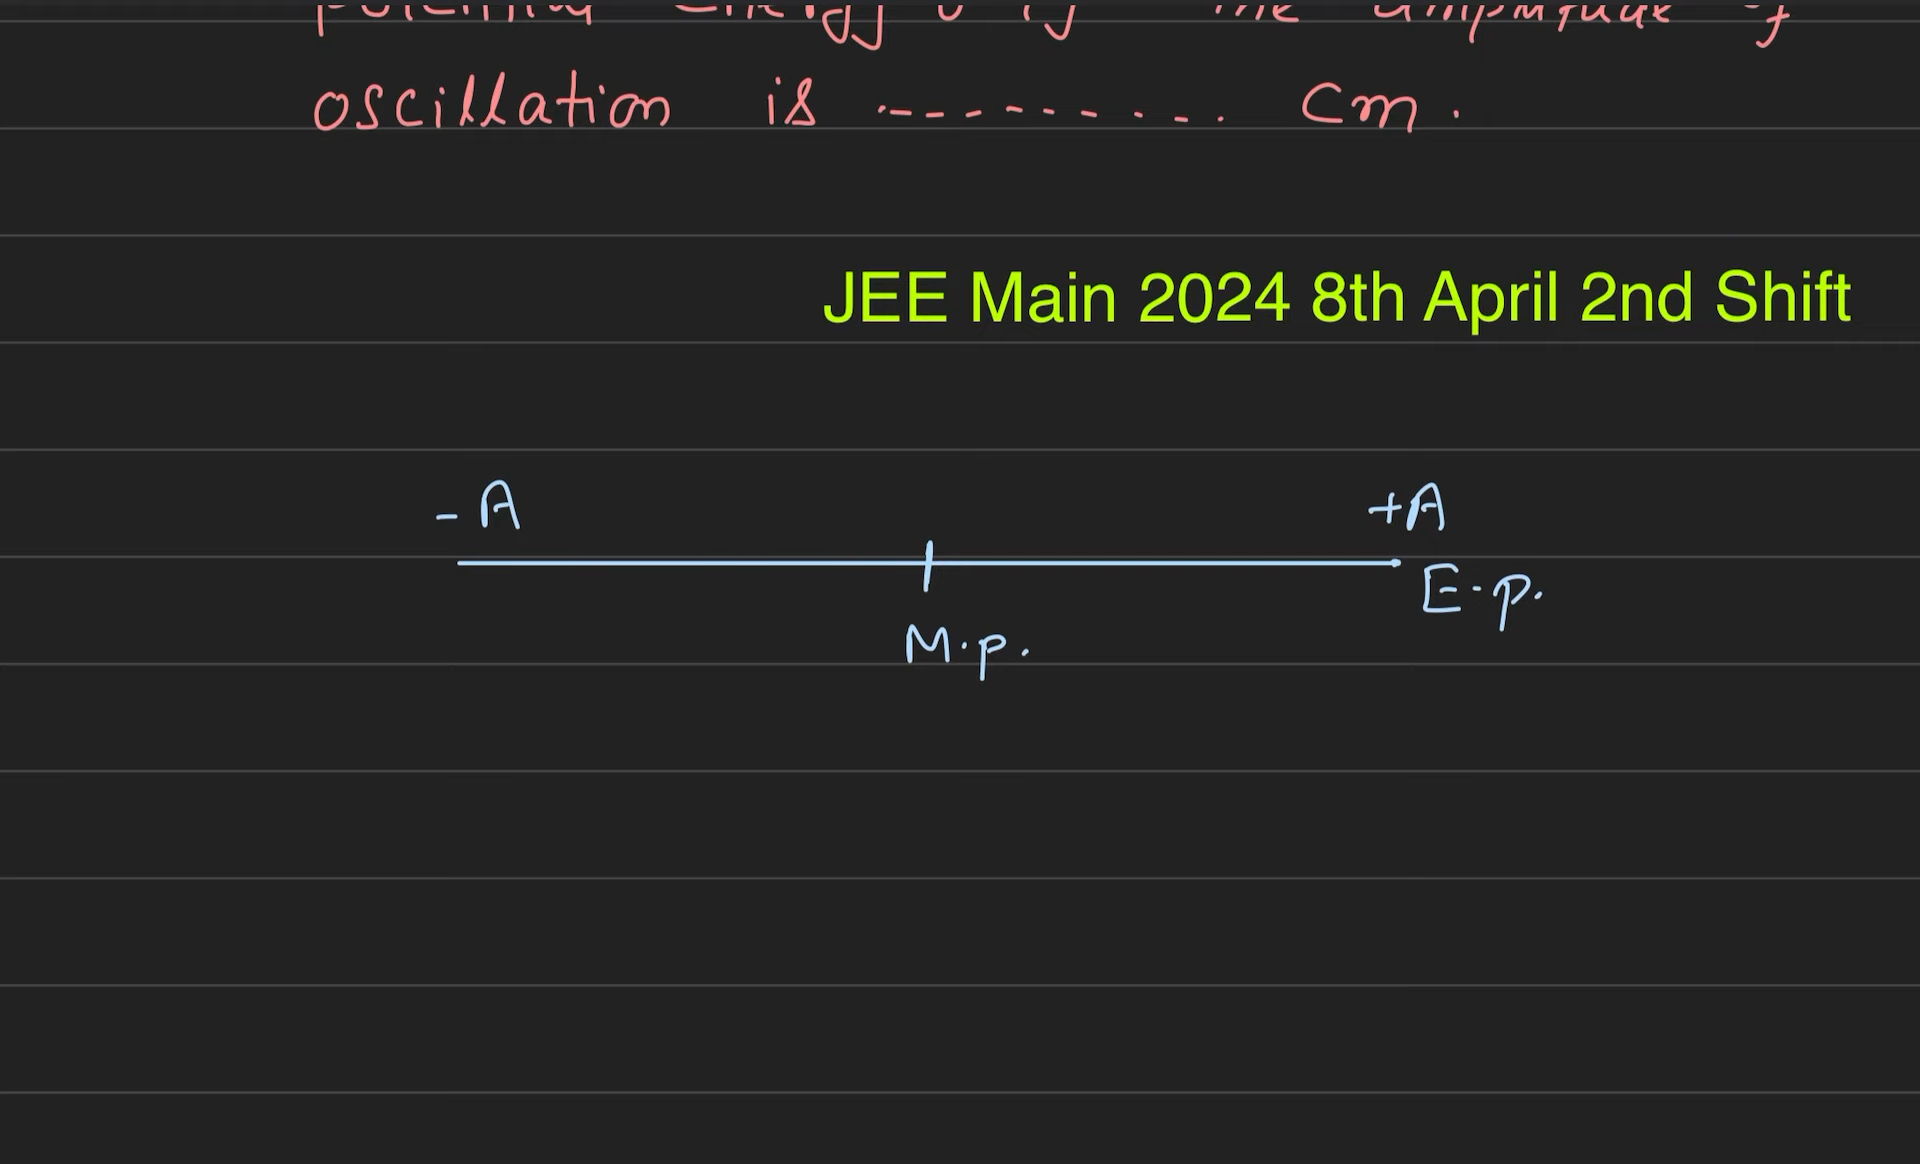 oscillation is ---------- cm.
JEE Main 2024 8th April 2nd Shift
-A +A
E.p.
M.p.